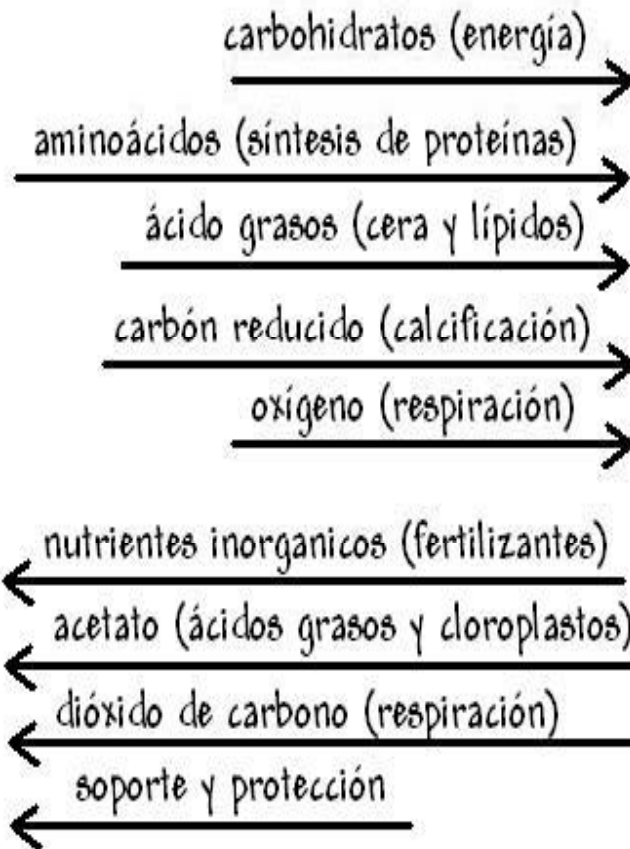 carbohidratos (energía)
aminoácidos (síntesis de proteínas)
ácido grasos (cera y lípidos)
carbón reducido (calcificación)
oxígeno (respiración)
nutrientes inorganicos (fertilizantes)
acetato (ácidos grasos y cloroplastos)
dióxido de carbono (respiración)
soporte y protección